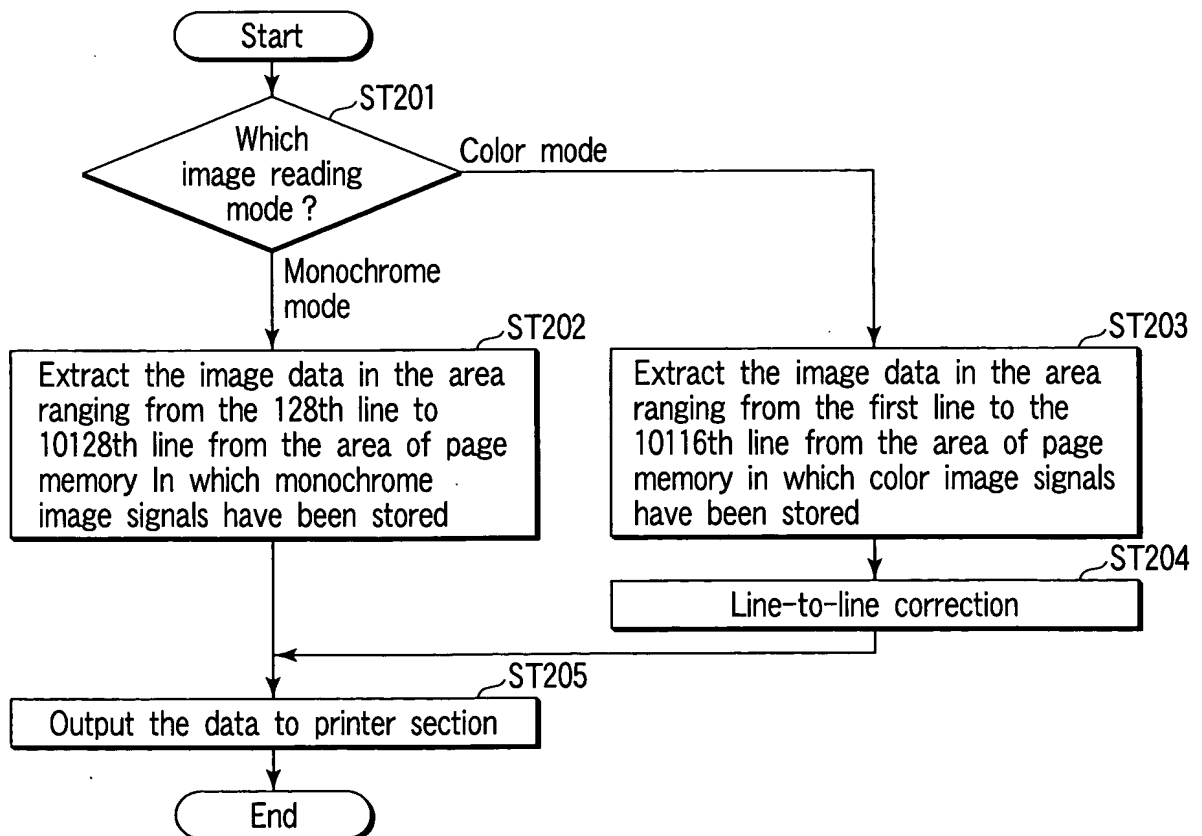 Start
ST201
Which
image reading
mode ?
Color mode
Monochrome
mode
ST202
Extract the image data in the area
ranging from the 128th line to
10128th line from the area of page
memory In which monochrome
image signals have been stored
ST203
Extract the image data in the area
ranging from the first line to the
10116th line from the area of page
memory in which color image signals
have been stored
ST204
Line-to-line correction
ST205
Output the data to printer section
End